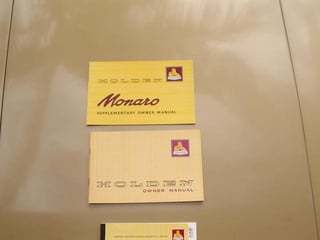 HOLDEN
Monaro
SUPPLEMENTARY OWNER MANUAL
HOLDEN
OWNER MANUAL